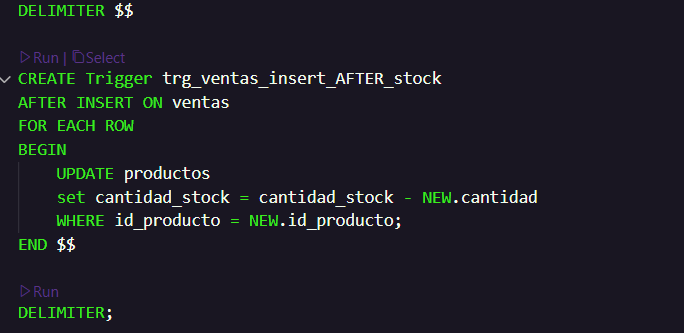 DELIMITER $$
Run | Select
CREATE Trigger trg_ventas_insert_AFTER_stock
AFTER INSERT ON ventas
FOR EACH ROW
BEGIN
UPDATE productos
set cantidad_stock = cantidad_stock - NEW.cantidad
WHERE id_producto = NEW.id_producto;
END $$
Run
DELIMITER;